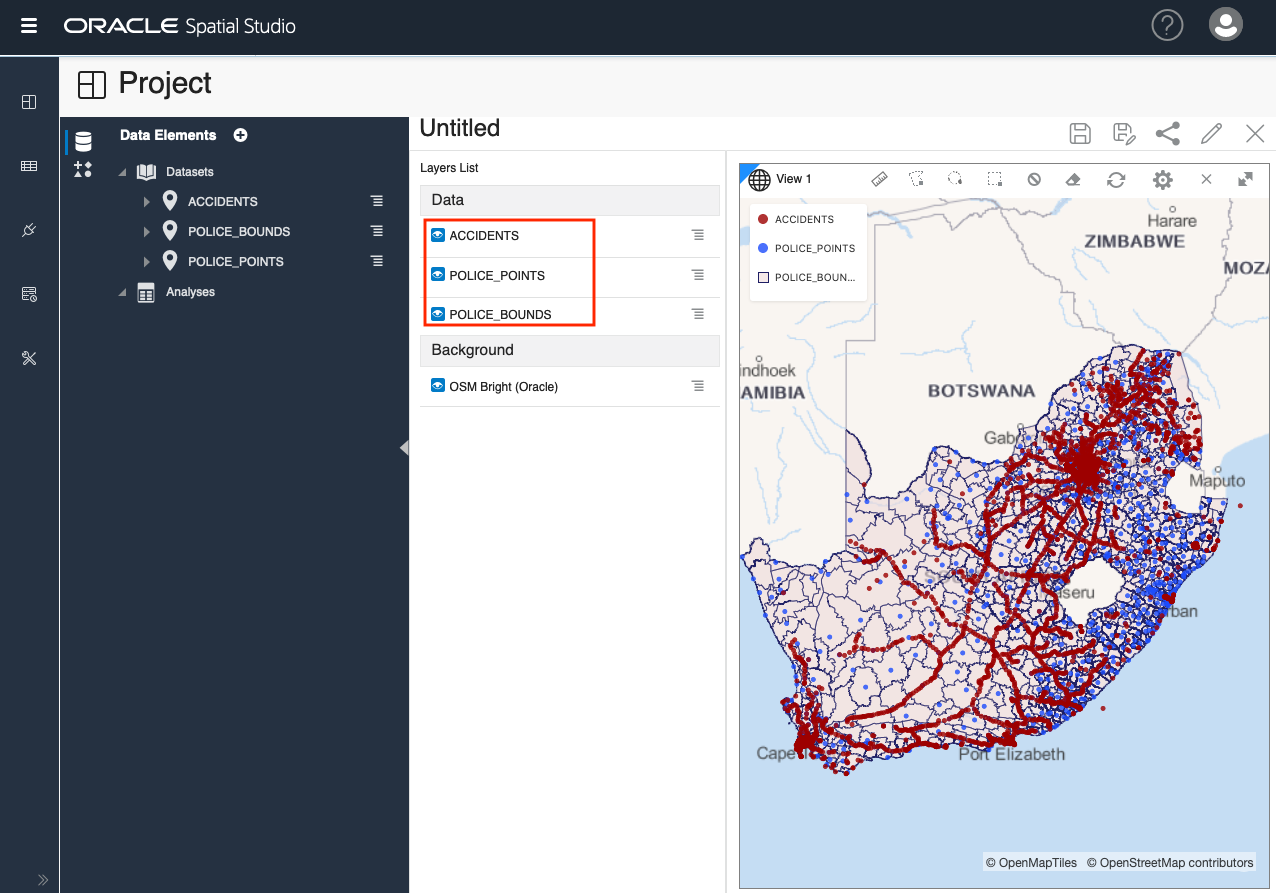 ORACLE Spatial Studio
Project
Data Elements
Datasets
ACCIDENTS
POLICE_BOUNDS
POLICE_POINTS
Analyses
Untitled
Layers List
Data
ACCIDENTS
POLICE_POINTS
POLICE_BOUNDS
Background
OSM Bright (Oracle)
View 1
ACCIDENTS
POLICE_POINTS
POLICE_BOUN...
Harare
ZIMBABWE
MOZA
indhoek
AMIBIA
BOTSWANA
Gabo
Maputo
seru
rban
Cape
Port Elizabeth
© OpenMapTiles © OpenStreetMap contributors